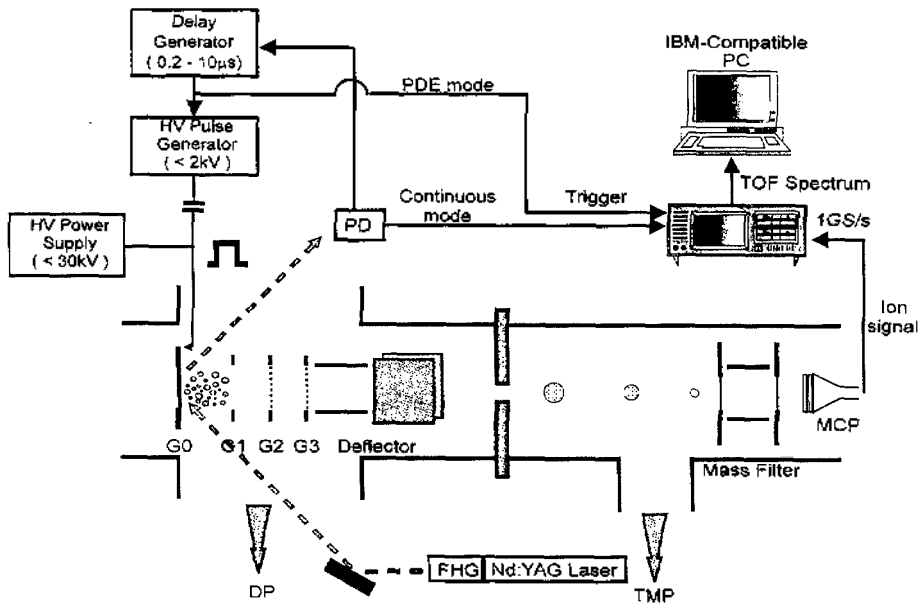 Delay
Generator
( 0.2 - 10µs)
PDE mode
IBM-Compatible
PC
HV Pulse
Generator
( < 2kV )
TOF Spectrum
Continuous
mode
Trigger
PD
1GS/s
HV Power
Supply
( < 30kV )
Ion
signal
G0
G1
G2
G3
Deflector
MCP
Mass Filter
DP
FHG
Nd:YAG Laser
TMP